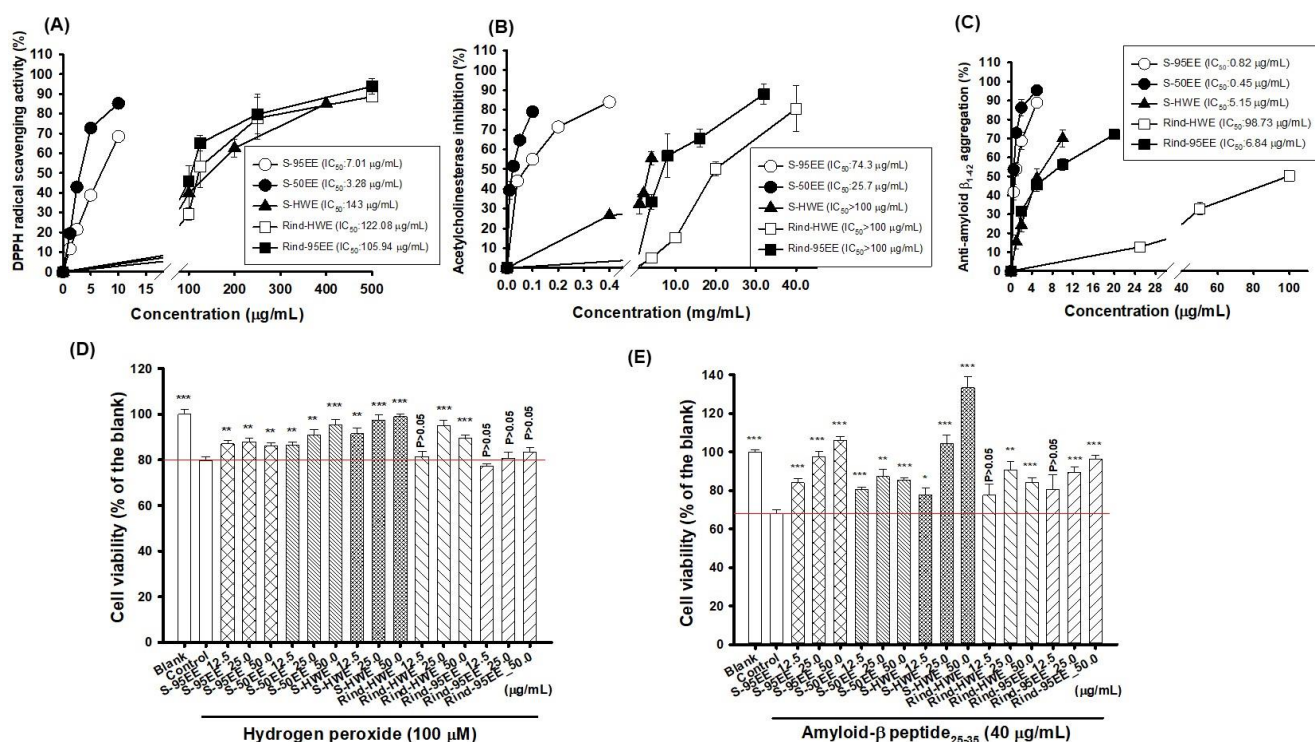 (A)
DPPH radical scavenging activity (%)
110
100
90
80
70
60
50
40
30
20
10
0
0 5 10 15 100 200 300 400 500
Concentration (μg/mL)
S-95EE (IC50:7.01 μg/mL)
S-50EE (IC50:3.28 μg/mL)
S-HWE (IC50:143 μg/mL)
Rind-HWE (IC50:122.08 μg/mL)
Rind-95EE (IC50:105.94 μg/mL)
(B)
Acetylcholinesterase inhibition (%)
110
100
90
80
70
60
50
40
30
20
10
0
0.0 0.1 0.2 0.3 0.4 10.0 20.0 30.0 40.0
Concentration (mg/mL)
S-95EE (IC50:74.3 μg/mL)
S-50EE (IC50:25.7 μg/mL)
S-HWE (IC50>100 μg/mL)
Rind-HWE (IC50>100 μg/mL)
Rind-95EE (IC50>100 μg/mL)
(C)
Anti-amyloid β1-42 aggregation (%)
110
100
90
80
70
60
50
40
30
20
10
0
0 4 8 12 16 20 24 28 40 60 80 100
Concentration (μg/mL)
S-95EE (IC50:0.82 μg/mL)
S-50EE (IC50:0.45 μg/mL)
S-HWE (IC50:5.15 μg/mL)
Rind-HWE (IC50:98.73 μg/mL)
Rind-95EE (IC50:6.84 μg/mL)
(D)
Cell viability (% of the blank)
120
100
80
60
40
20
0
*** ** ** ** ** ** *** ** *** *** P>0.05 *** *** P>0.05 P>0.05 P>0.05
Blank
Control
S-95EE_12.5
S-95EE_25.0
S-95EE_50.0
S-50EE_12.5
S-50EE_25.0
S-50EE_50.0
S-HWE_12.5
S-HWE_25.0
S-HWE_50.0
Rind-HWE_12.5
Rind-HWE_25.0
Rind-HWE_50.0
Rind-95EE_12.5
Rind-95EE_25.0
Rind-95EE_50.0
(μg/mL)
Hydrogen peroxide (100 μM)
(E)
Cell viability (% of the blank)
140
120
100
80
60
40
20
0
*** *** *** *** *** ** *** * *** *** P>0.05 ** *** P>0.05 *** ***
Blank
Control
S-95EE_12.5
S-95EE_25.0
S-95EE_50.0
S-50EE_12.5
S-50EE_25.0
S-50EE_50.0
S-HWE_12.5
S-HWE_25.0
S-HWE_50.0
Rind-HWE_12.5
Rind-HWE_25.0
Rind-HWE_50.0
Rind-95EE_12.5
Rind-95EE_25.0
Rind-95EE_50.0
(μg/mL)
Amyloid-β peptide25-35 (40 μg/mL)